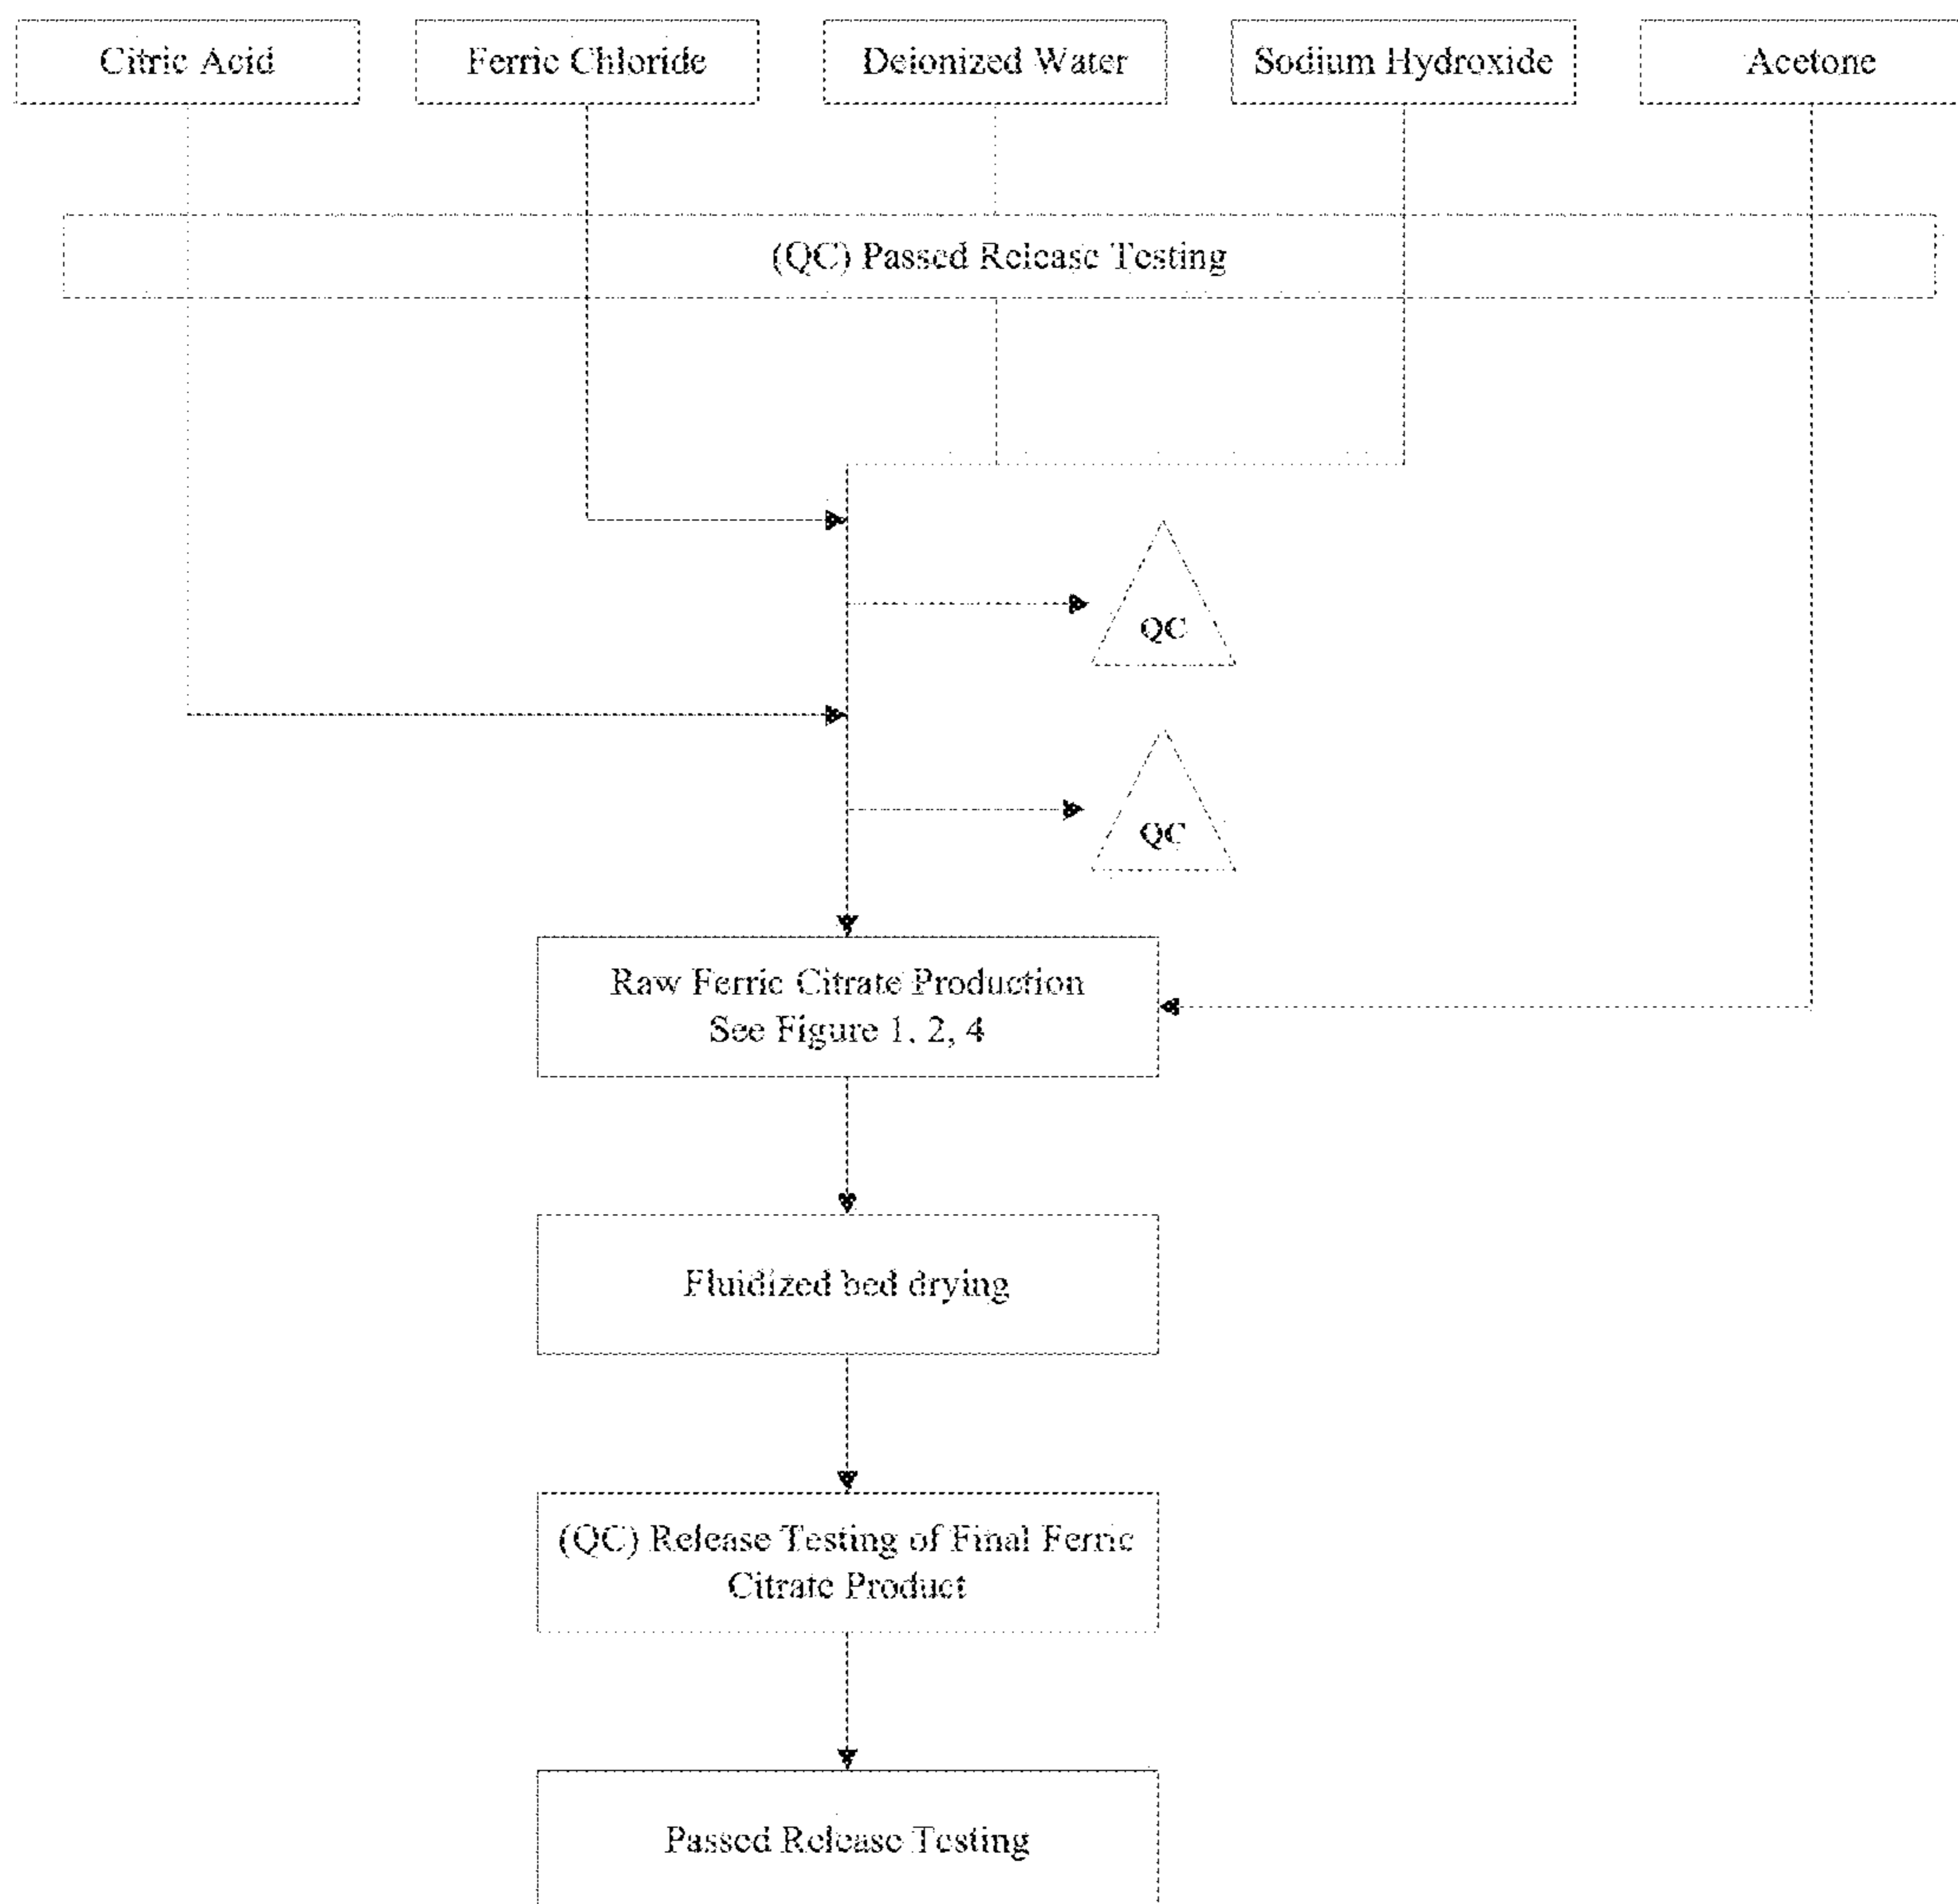 Citric Acid
Ferric Chloride
Deionized Water
Sodium Hydroxide
Acetone
(QC) Passed Release Testing
QC
QC
Raw Ferric Citrate Production
See Figure 1, 2, 4
Fluidized bed drying
(QC) Release Testing of Final Ferric
Citrate Product
Passed Release Testing